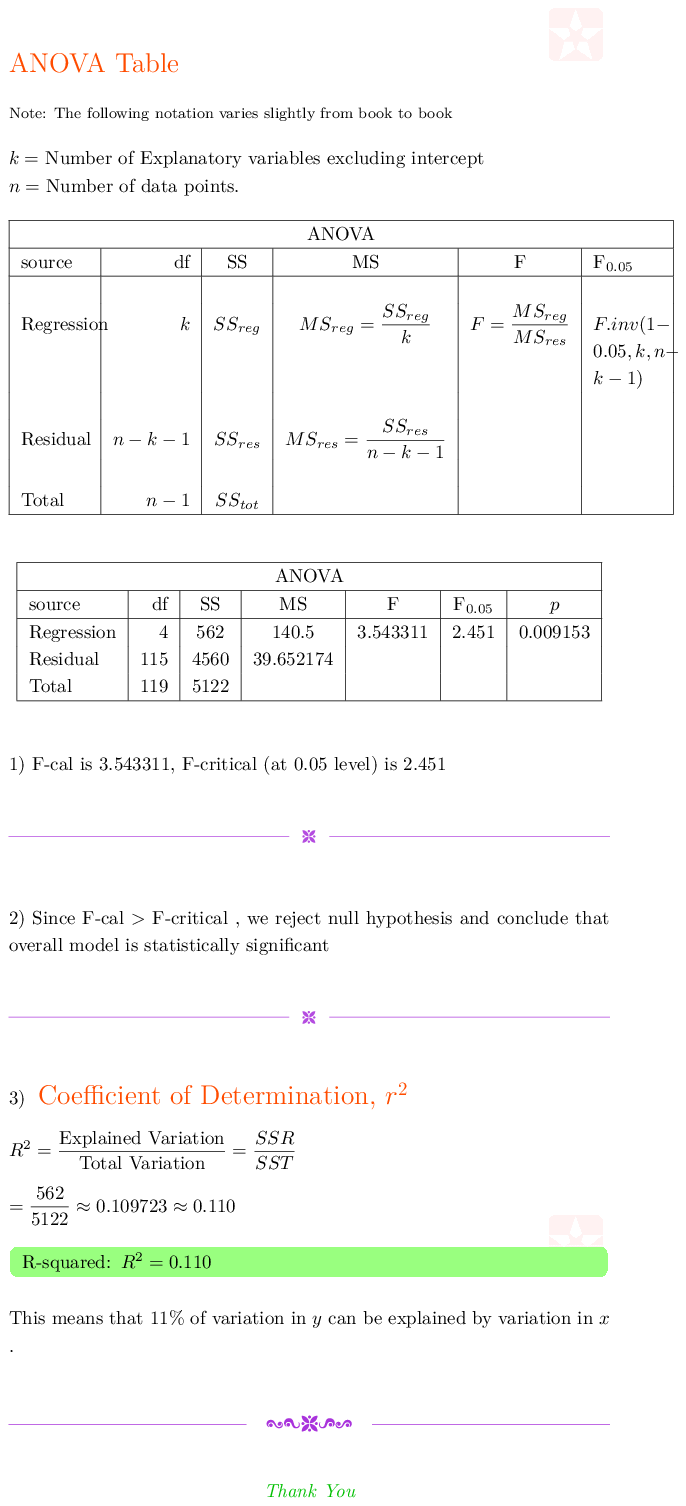 ANOVA Table
Note: The following notation varies slightly from book to book
k = Number of Explanatory variables excluding intercept
n = Number of data points.
ANOVA
source df SS MS F F_{0.05}
Regression k SS_{reg} MS_{reg} = \frac{SS_{reg}}{k} F = \frac{MS_{reg}}{MS_{res}} F.inv(1−
0.05, k, n−
k − 1)
Residual n − k − 1 SS_{res} MS_{res} = \frac{SS_{res}}{n − k − 1}
Total n − 1 SS_{tot}
ANOVA
source df SS MS F F_{0.05} p
Regression 4 562 140.5 3.543311 2.451 0.009153
Residual 115 4560 39.652174
Total 119 5122
1) F-cal is 3.543311, F-critical (at 0.05 level) is 2.451
2) Since F-cal > F-critical , we reject null hypothesis and conclude that
overall model is statistically significant
3) Coefficient of Determination, r²
R² = \frac{Explained Variation}{Total Variation} = \frac{SSR}{SST}
= \frac{562}{5122} ≈ 0.109723 ≈ 0.110
R-squared: R² = 0.110
This means that 11% of variation in y can be explained by variation in x
.
Thank You